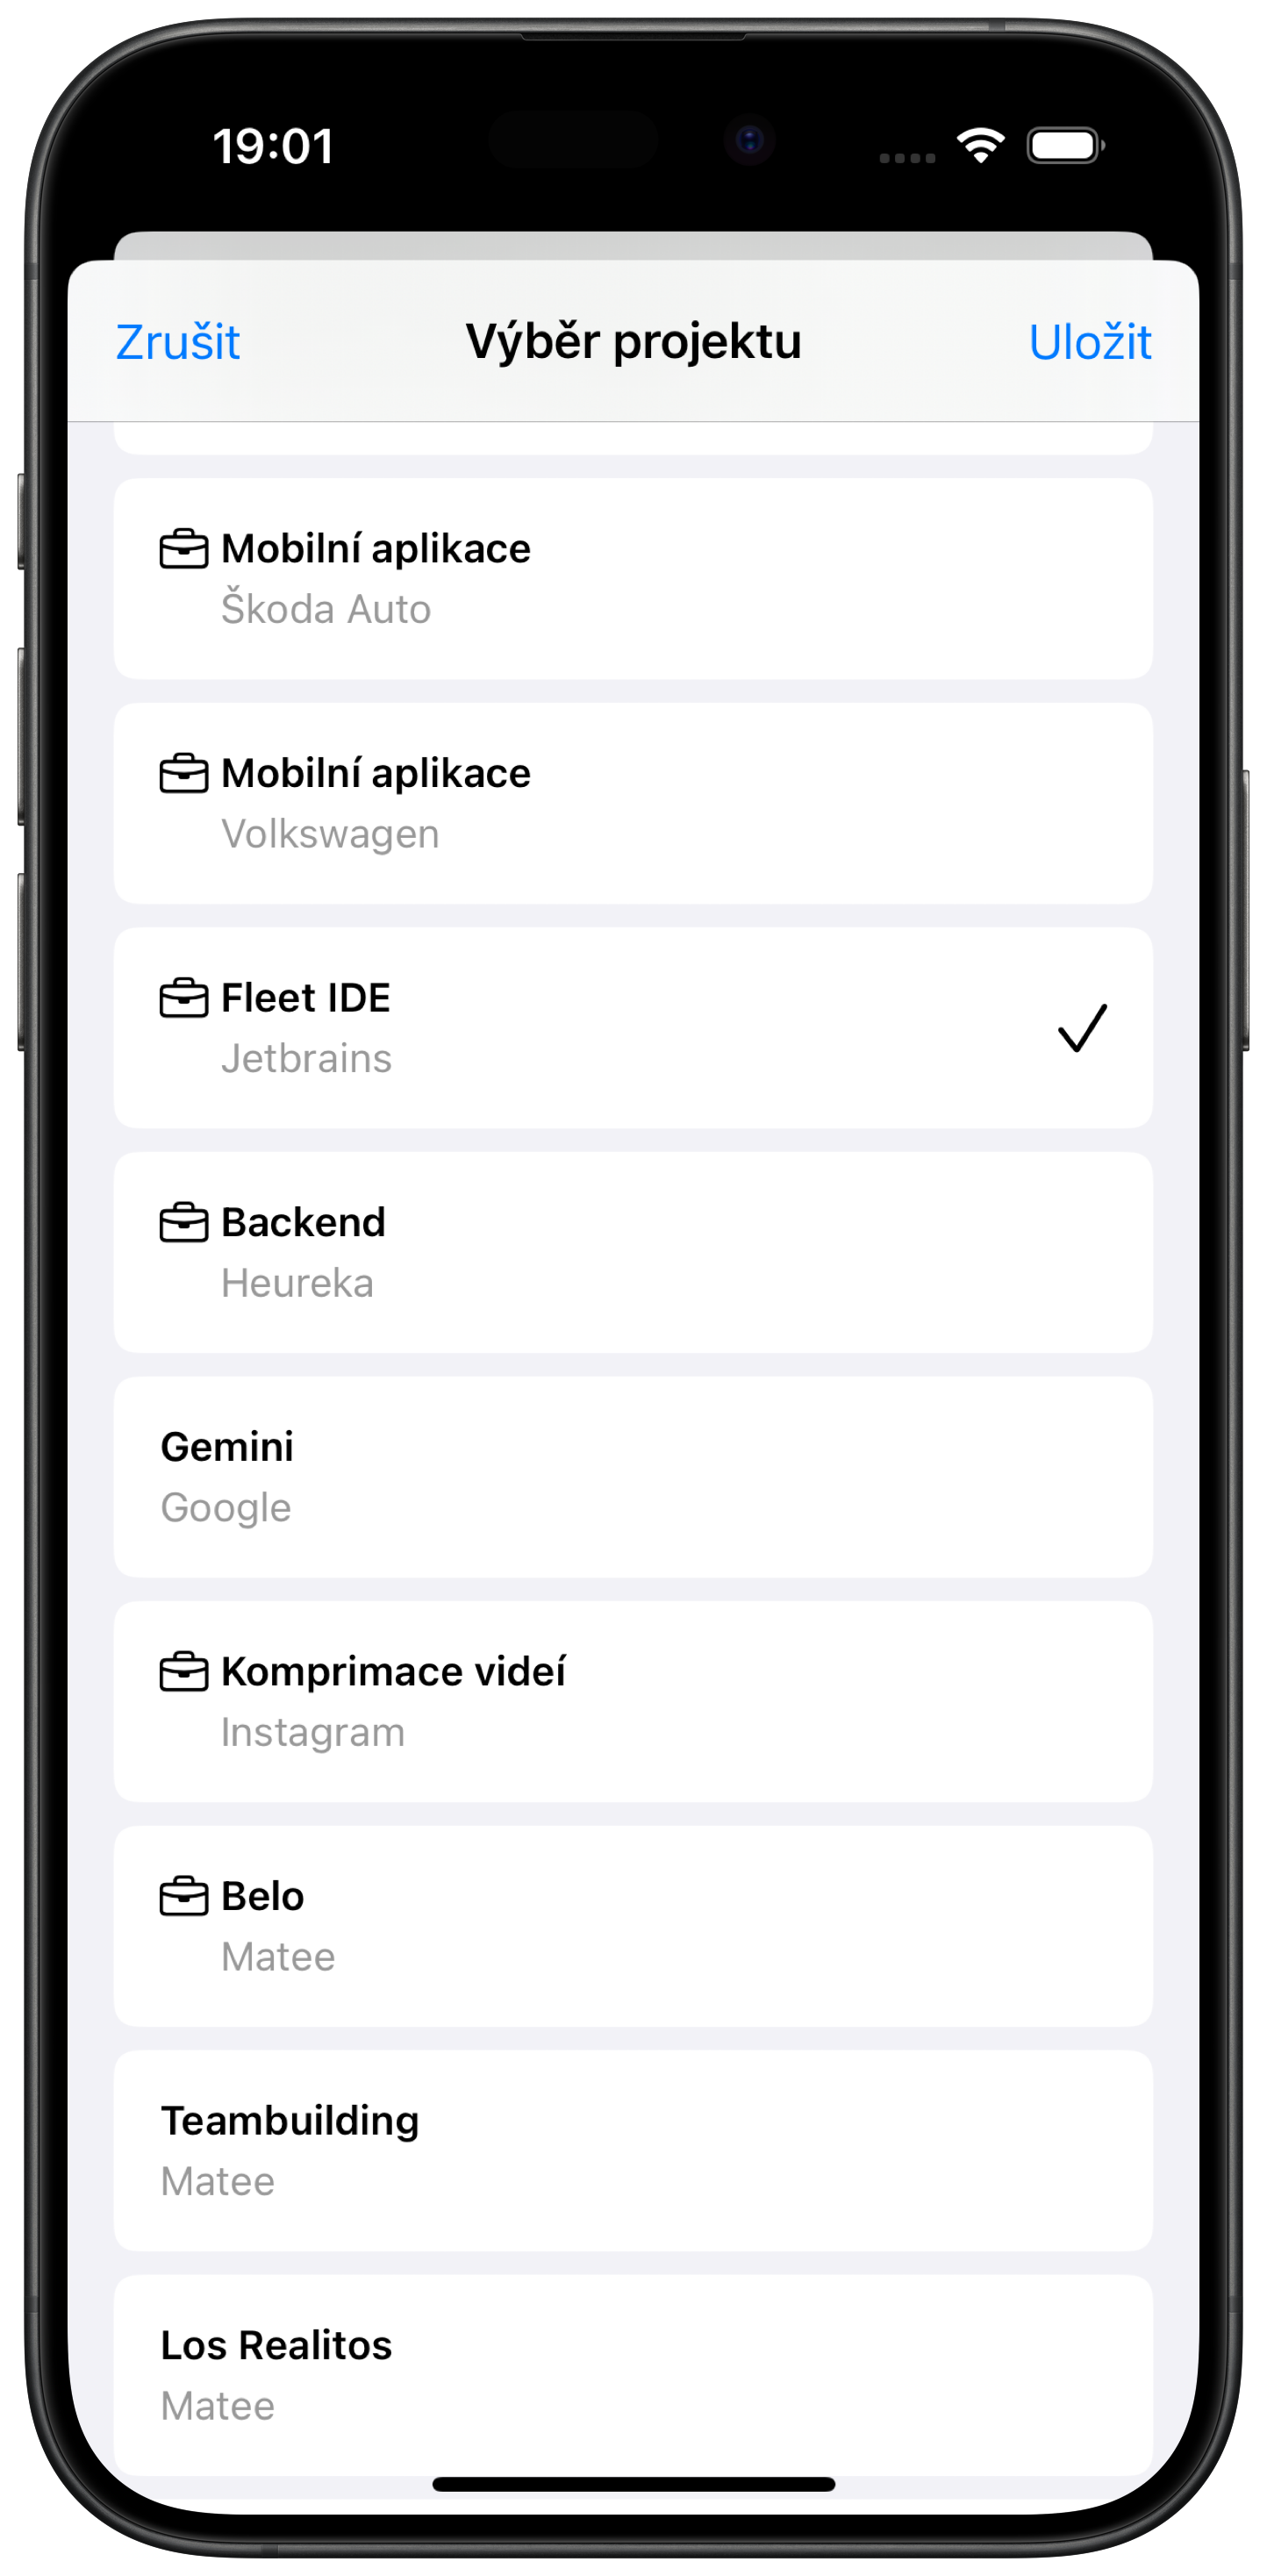 19:01
Zrušit Výběr projektu Uložit
Mobilní aplikace
Škoda Auto
Mobilní aplikace
Volkswagen
Fleet IDE
Jetbrains
Backend
Heureka
Gemini
Google
Komprimace videí
Instagram
Belo
Matee
Teambuilding
Matee
Los Realitos
Matee